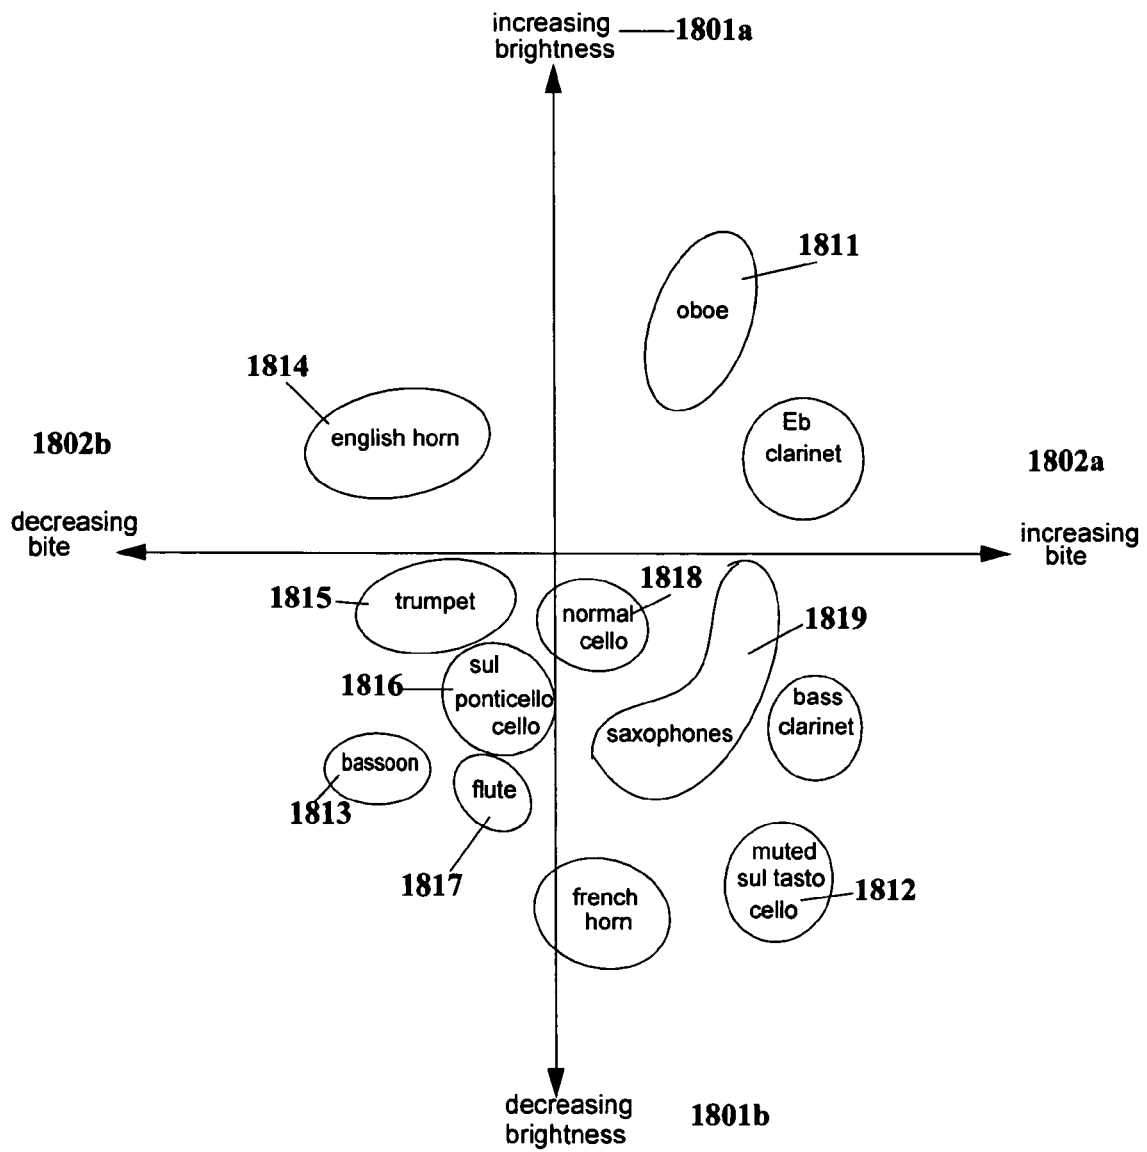 increasing
brightness
1801a
1811
oboe
1814
english horn
Eb
clarinet
1802b
1802a
decreasing
bite
increasing
bite
1818
1815
trumpet
normal
cello
1819
sul
ponticello
cello
1816
bass
clarinet
saxophones
bassoon
1813
flute
1817
muted
sul tasto
cello
1812
french
horn
decreasing
brightness
1801b